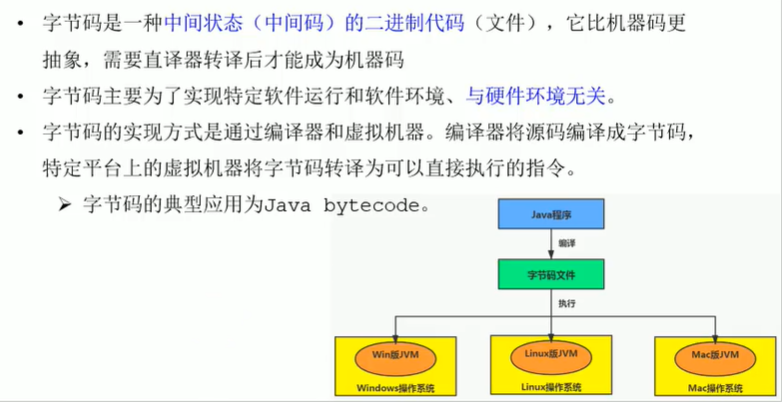 • 字节码是一种中间状态（中间码）的二进制代码（文件），它比机器码更
抽象，需要直译器转译后才能成为机器码
• 字节码主要为了实现特定软件运行和软件环境、与硬件环境无关。
• 字节码的实现方式是通过编译器和虚拟机器。编译器将源码编译成字节码，
特定平台上的虚拟机器将字节码转译为可以直接执行的指令。
➢ 字节码的典型应用为Java bytecode。
Java程序
编译
字节码文件
执行
Win版JVM
Linux版JVM
Mac版JVM
Windows操作系统
Linux操作系统
Mac操作系统